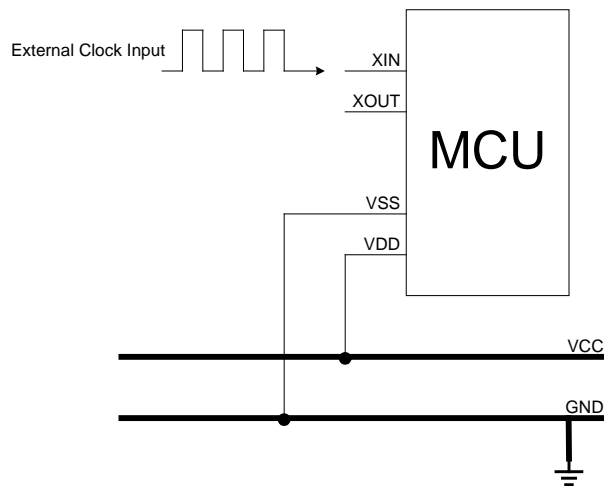 External Clock Input
XIN
XOUT
MCU
VSS
VDD
VCC
GND